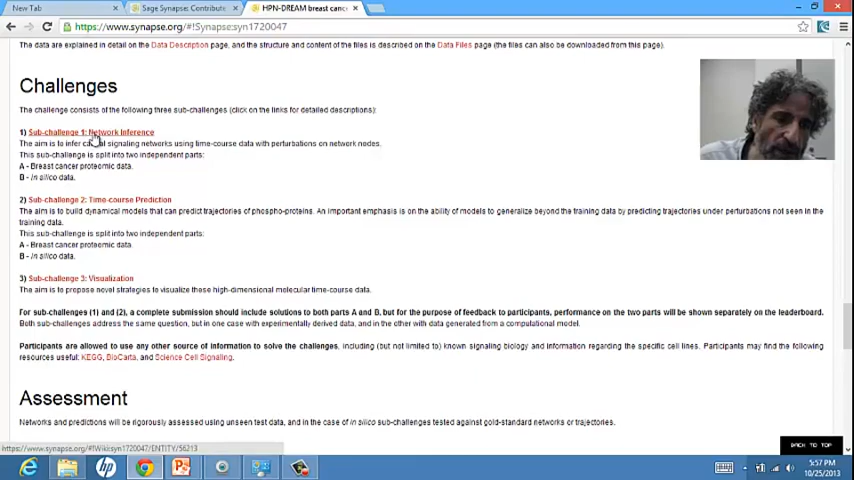 New Tab
Sage Synapse: Contribute
HPN-DREAM breast cance
https://www.synapse.org/#!Synapse:syn1720047
The data are explained in detail on the Data Description page, and the structure and content of the files is described on the Data Files page (the files can also be downloaded from this page).
Challenges
The challenge consists of the following three sub-challenges (click on the links for detailed descriptions):
1) Sub-challenge 1: Network Inference
The aim is to infer causal signaling networks using time-course data with perturbations on network nodes.
This sub-challenge is split into two independent parts:
A - Breast cancer proteomic data.
B - In silico data.
2) Sub-challenge 2: Time-course Prediction
The aim is to build dynamical models that can predict trajectories of phospho-proteins. An important emphasis is on the ability of models to generalize beyond the training data by predicting trajectories under perturbations not seen in the
training data.
This sub-challenge is split into two independent parts:
A - Breast cancer proteomic data.
B - In silico data.
3) Sub-challenge 3: Visualization
The aim is to propose novel strategies to visualize these high-dimensional molecular time-course data.
For sub-challenges (1) and (2), a complete submission should include solutions to both parts A and B, but for the purpose of feedback to participants, performance on the two parts will be shown separately on the leaderboard.
Both sub-challenges address the same question, but in one case with experimentally derived data, and in the other with data generated from a computational model.
Participants are allowed to use any other source of information to solve the challenges, including (but not limited to) known signaling biology and information regarding the specific cell lines. Participants may find the following
resources useful: KEGG, BioCarta, and Science Cell Signaling.
Assessment
Networks and predictions will be rigorously assessed using unseen test data, and in the case of in silico sub-challenges tested against gold-standard networks or trajectories.
BACK TO TOP
https://www.synapse.org/#!Wiki:syn1720047/ENTITY/56213
5:57 PM
10/25/2013